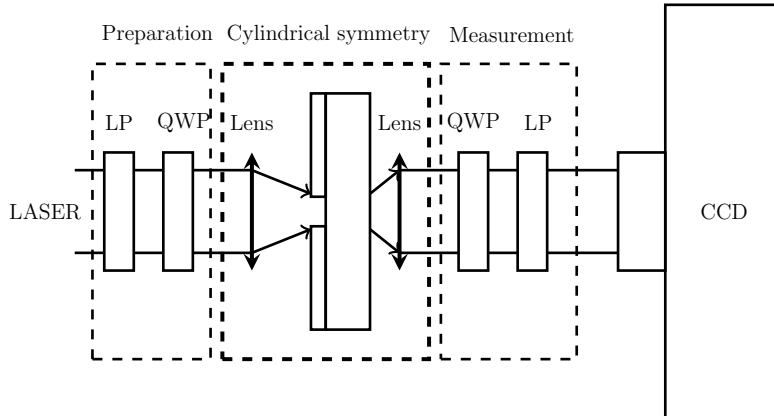 Preparation Cylindrical symmetry Measurement
LP QWP Lens Lens QWP LP
LASER CCD